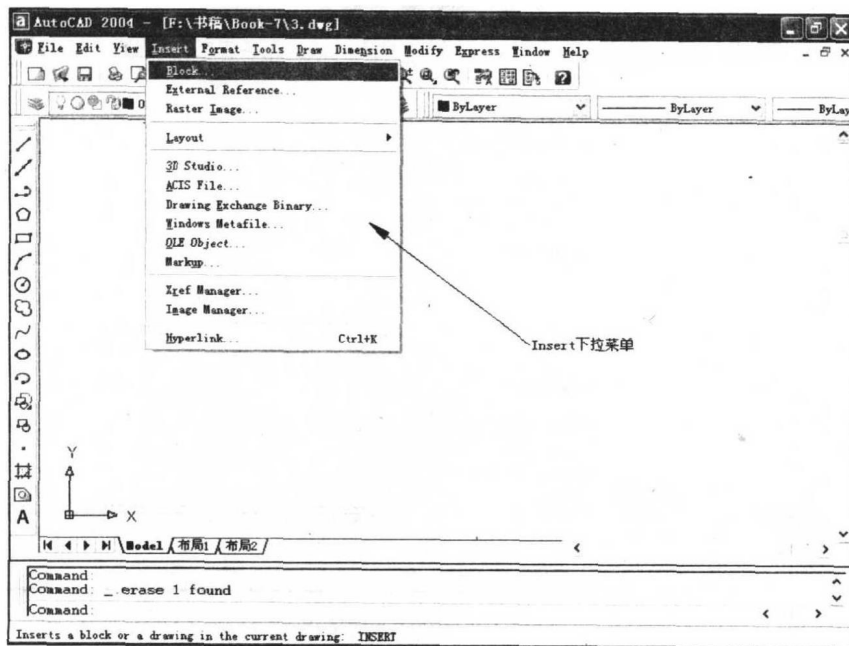 AutoCAD 2004 - [F:\书稿\Book-7\3.dwg]
File Edit View Insert Format Tools Draw Dimension Modify Express Window Help
Block...
External Reference...
Raster Image...
Layout
3D Studio...
ACIS File...
Drawing Exchange Binary...
Windows Metafile...
OLE Object...
Markup...
Xref Manager...
Image Manager...
Hyperlink... Ctrl+K
0
ByLayer
ByLayer
ByLay
Insert下拉菜单
A
Y
X
Model 布局1 布局2
Command:
Command: _.erase 1 found
Command:
Inserts a block or a drawing in the current drawing: INSERT